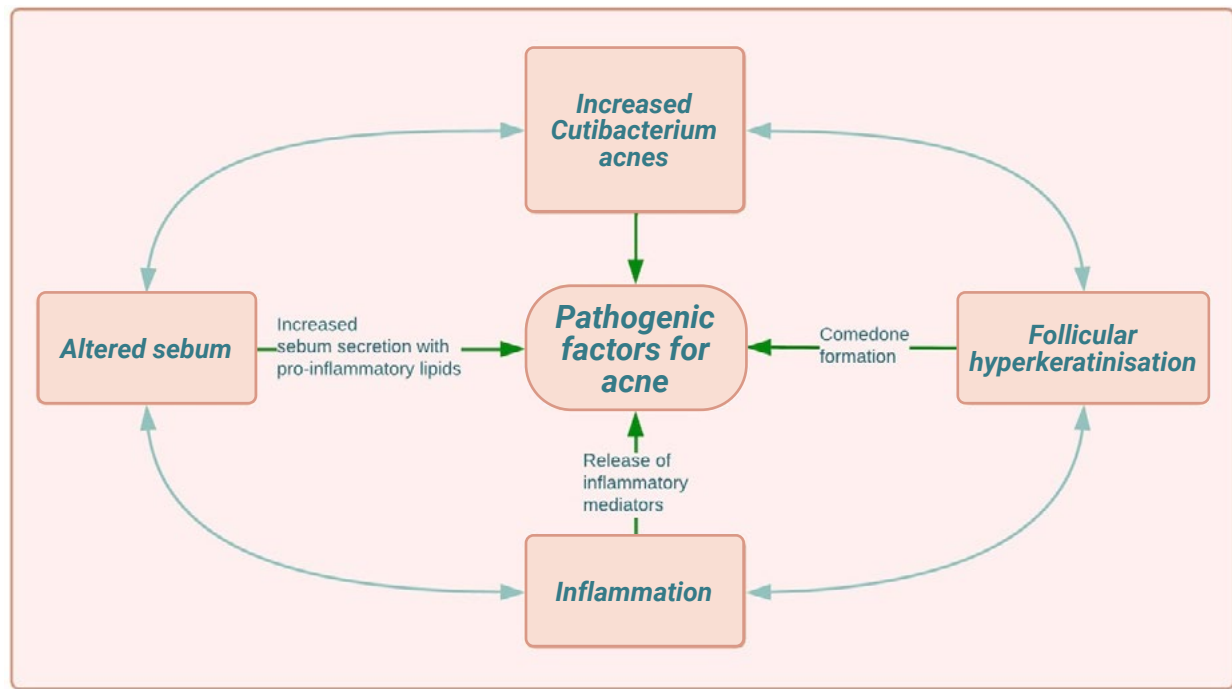 Increased
Cutibacterium
acnes
Altered sebum
Increased
sebum secretion with
pro-inflammatory lipids
Pathogenic
factors for
acne
Comedone
formation
Follicular
hyperkeratinisation
Release of
inflammatory
mediators
Inflammation